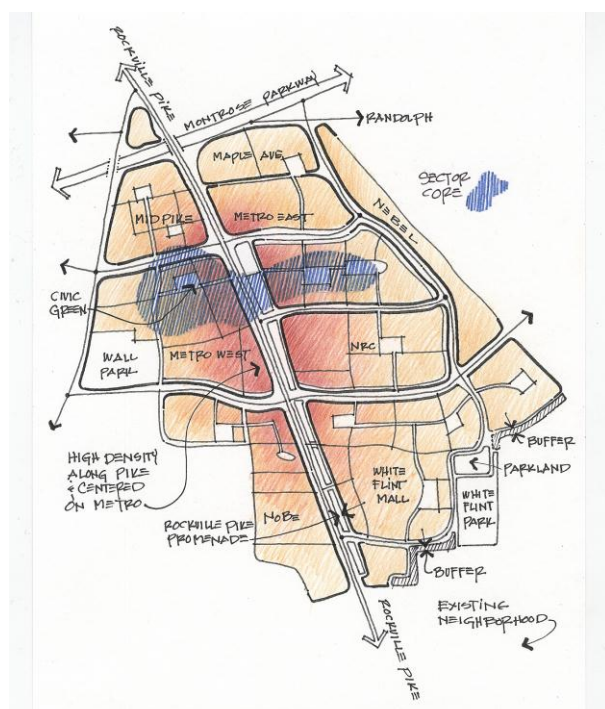 ROCKVILLE PIKE
MONTROSE PARKWAY
RANDOLPH
MAPLE AVE.
SECTOR
CORE
MID PIKE
METRO EAST
NEBEL
CIVIC
GREEN
WALL
PARK
METRO WEST
NRC
HIGH DENSITY
ALONG PIKE
& CENTERED
ON METRO
WHITE
FLINT
MALL
BUFFER
PARKLAND
WHITE
FLINT
PARK
NOBE
ROCKVILLE PIKE
PROMENADE
BUFFER
EXISTING
NEIGHBORHOOD
ROCKVILLE PIKE